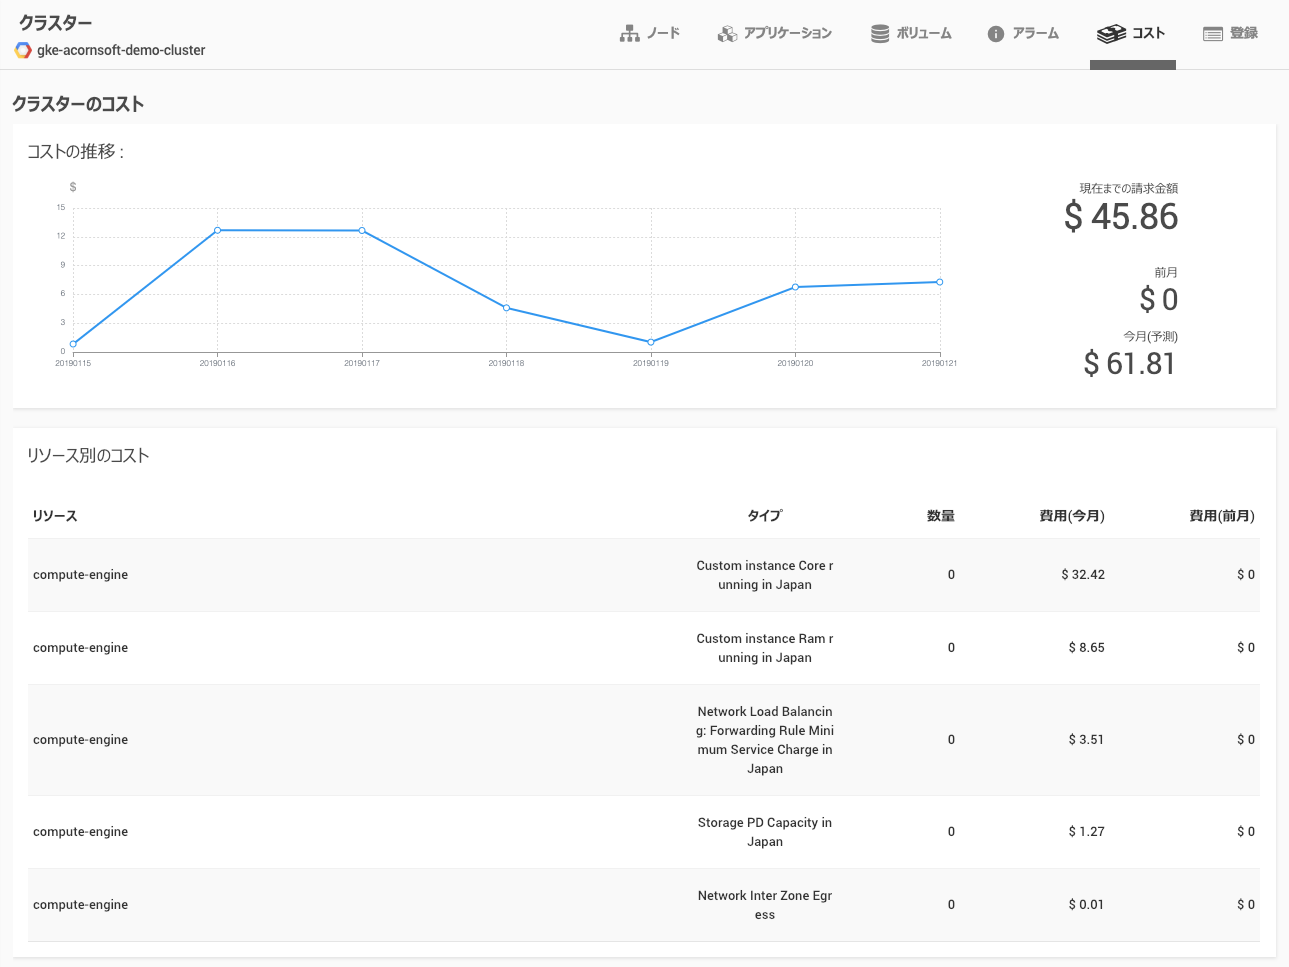 クラスター
gke-acornsoft-demo-cluster
ノード
アプリケーション
ボリューム
アラーム
コスト
登録
クラスターのコスト
コストの推移 :
$
15
12
9
6
3
0
20190115
20190116
20190117
20190118
20190119
20190120
20190121
現在までの請求金額
$ 45.86
前月
$ 0
今月(予測)
$ 61.81
リソース別のコスト
リソース
タイプ
数量
費用(今月)
費用(前月)
compute-engine
Custom instance Core r
unning in Japan
0
$ 32.42
$ 0
compute-engine
Custom instance Ram r
unning in Japan
0
$ 8.65
$ 0
compute-engine
Network Load Balancin
g: Forwarding Rule Mini
mum Service Charge in
Japan
0
$ 3.51
$ 0
compute-engine
Storage PD Capacity in
Japan
0
$ 1.27
$ 0
compute-engine
Network Inter Zone Egr
ess
0
$ 0.01
$ 0